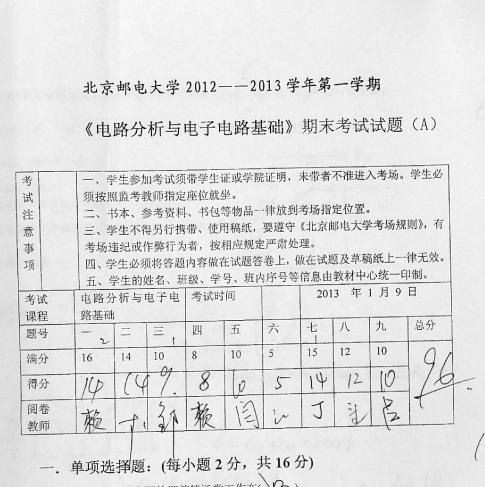 北京邮电大学2012——2013学年第一学期
《电路分析与电子电路基础》期末考试试题（A）
考试注意事项
一、学生参加考试须带学生证或学院证明，未带者不准进入考场。学生必
须按照监考教师指定座位就坐。
二、书本、参考资料、书包等物品一律放到考场指定位置。
三、学生不得另行携带、使用稿纸，要遵守《北京邮电大学考场规则》，有
考场违纪或作弊行为者，按相应规定严肃处理。
四、学生必须将答题内容做在试题答卷上，做在试题及草稿纸上一律无效。
五、学生的姓名、班级、学号、班内序号等信息由教材中心统一印制。
考试课程 电路分析与电子电路基础 考试时间 2013 年 1 月 9 日
题号 一 二 三 四 五 六 七 八 九 总分
2 1 1
满分 16 14 10 8 10 5 15 12 10
得分 14 14 9 8 10 5 14 12 10 96
阅卷教师 赖 邹 赖 闫 丁 吕
一．单项选择题：(每小题 2 分，共 16 分)